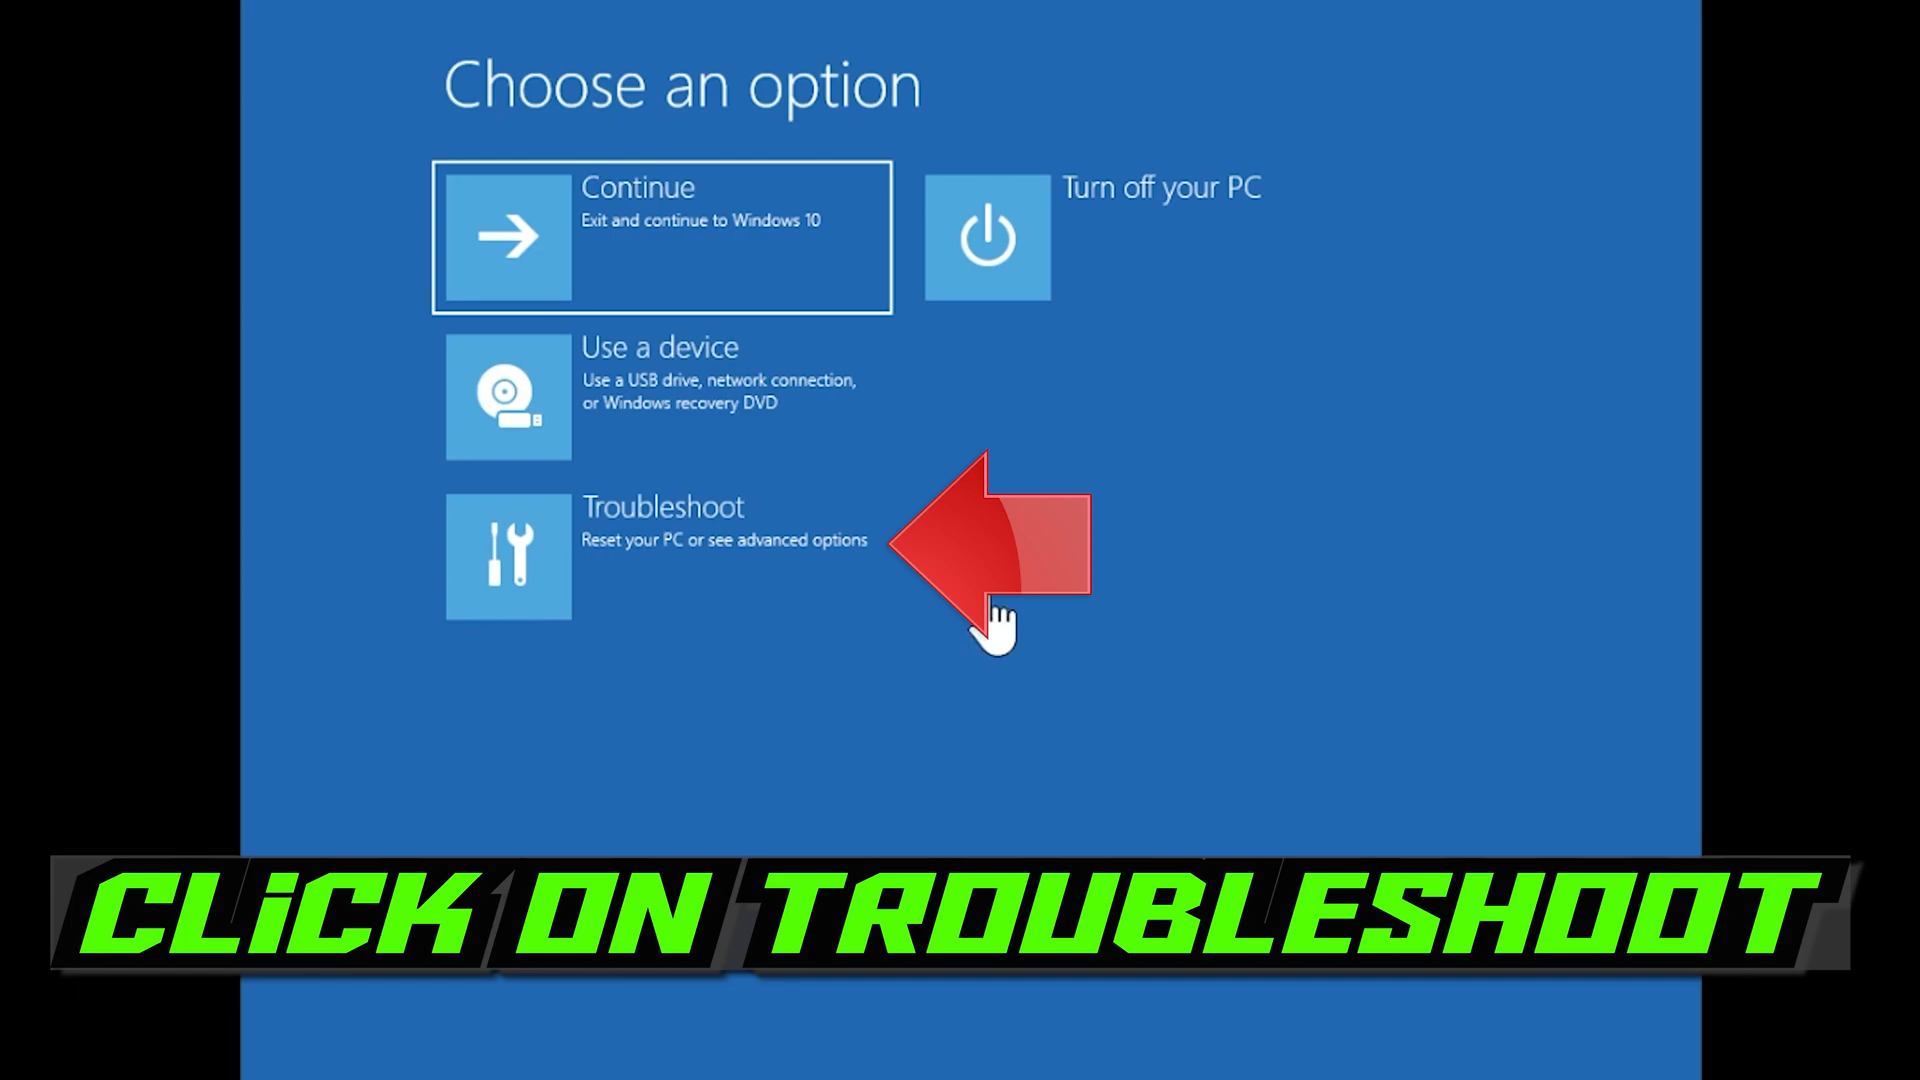 Choose an option
Continue
Exit and continue to Windows 10
Turn off your PC
Use a device
Use a USB drive, network connection,
or Windows recovery DVD
Troubleshoot
Reset your PC or see advanced options
CLiCK ON TROUBLESHOOT